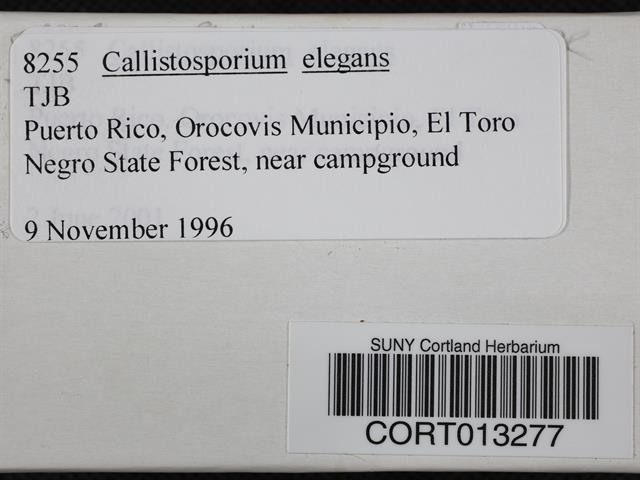 8255 Callistosporium elegans
TJB
Puerto Rico, Orocovis Municipio, El Toro
Negro State Forest, near campground
9 November 1996
SUNY Cortland Herbarium
CORT013277